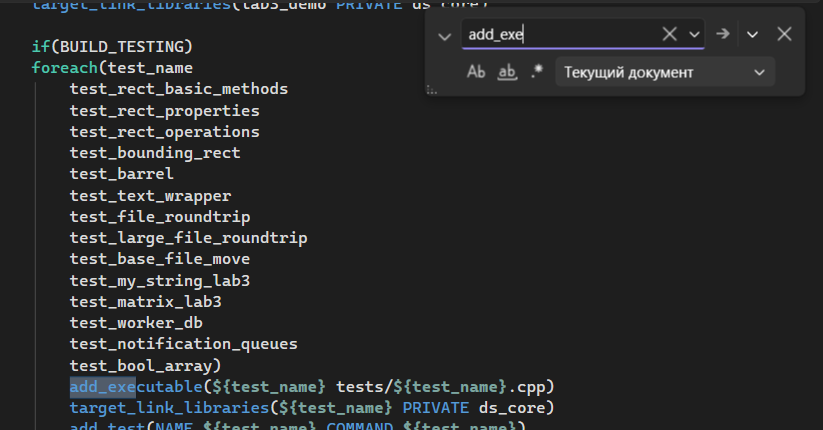 target_link_libraries(lab3_demo PRIVATE ds_core)
if(BUILD_TESTING)
foreach(test_name
test_rect_basic_methods
test_rect_properties
test_rect_operations
test_bounding_rect
test_barrel
test_text_wrapper
test_file_roundtrip
test_large_file_roundtrip
test_base_file_move
test_my_string_lab3
test_matrix_lab3
test_worker_db
test_notification_queues
test_bool_array)
add_executable(${test_name} tests/${test_name}.cpp)
target_link_libraries(${test_name} PRIVATE ds_core)
add_test(NAME ${test_name} COMMAND ${test_name})
add_exe
Ab ab .* Текущий документ